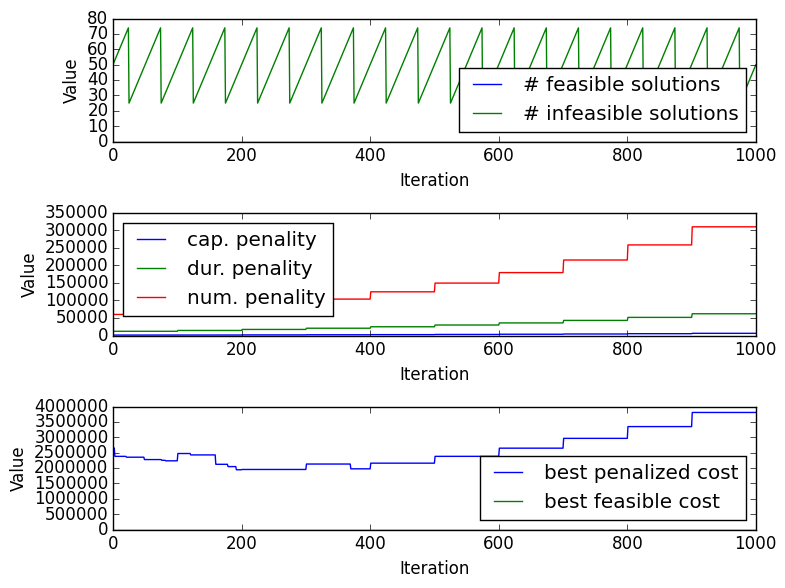 80
70
60
50
40
30
20
10
0
Value
# feasible solutions
# infeasible solutions
0 200 400 600 800 1000
Iteration
350000
300000
250000
200000
150000
100000
50000
0
Value
cap. penality
dur. penality
num. penality
0 200 400 600 800 1000
Iteration
4000000
3500000
3000000
2500000
2000000
1500000
1000000
500000
0
Value
best penalized cost
best feasible cost
0 200 400 600 800 1000
Iteration